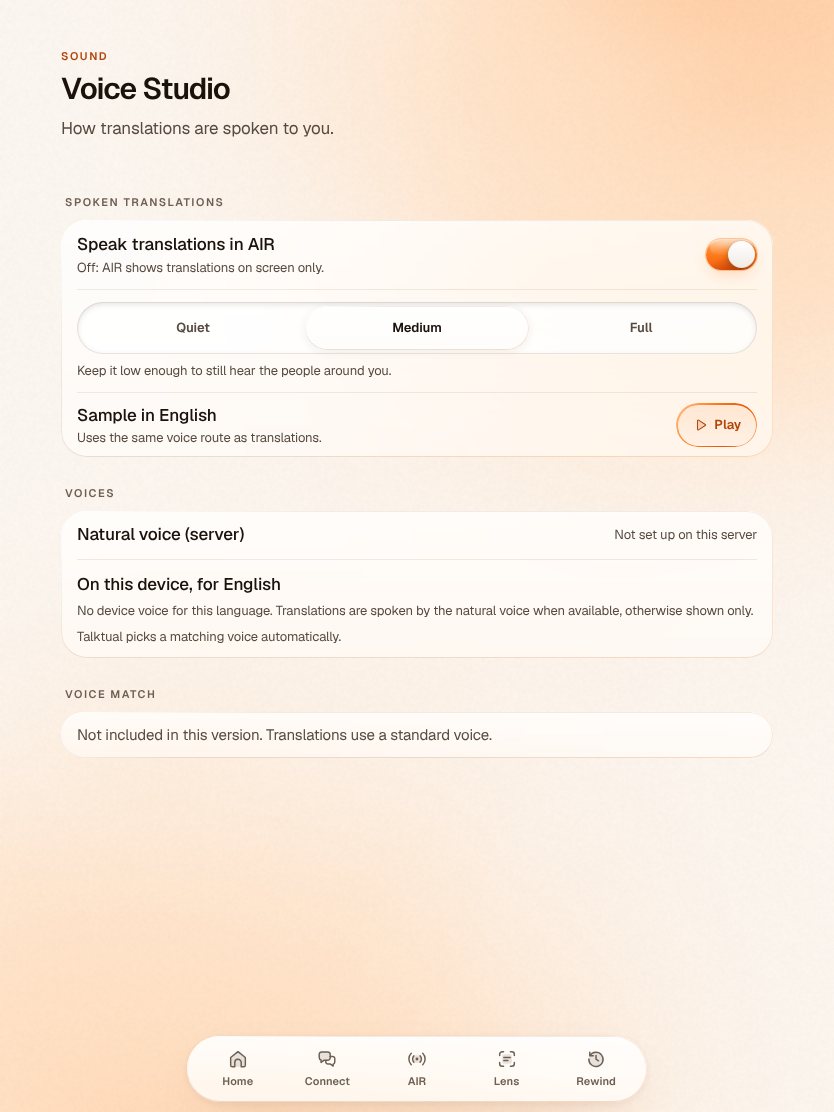 SOUND
Voice Studio
How translations are spoken to you.
SPOKEN TRANSLATIONS
Speak translations in AIR
Off: AIR shows translations on screen only.
Quiet
Medium
Full
Keep it low enough to still hear the people around you.
Sample in English
Uses the same voice route as translations.
Play
VOICES
Natural voice (server)
Not set up on this server
On this device, for English
No device voice for this language. Translations are spoken by the natural voice when available, otherwise shown only.
Talktual picks a matching voice automatically.
VOICE MATCH
Not included in this version. Translations use a standard voice.
Home
Connect
AIR
Lens
Rewind